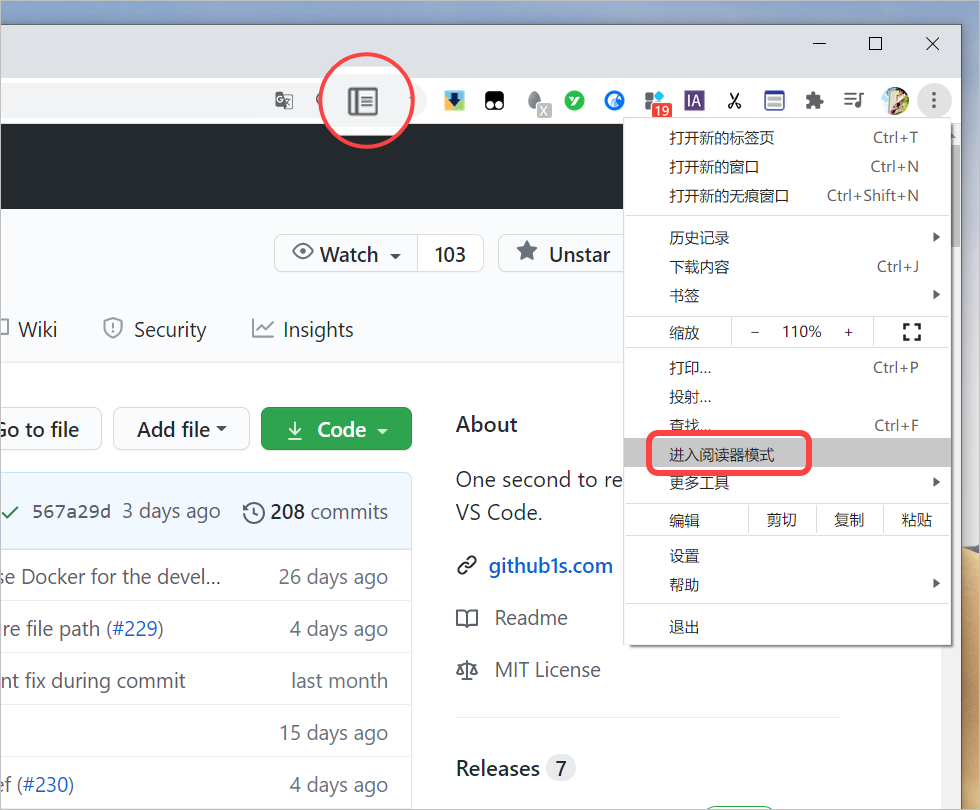 G
X
19
IA
打开新的标签页 Ctrl+T
打开新的窗口 Ctrl+N
打开新的无痕窗口 Ctrl+Shift+N
历史记录
下载内容 Ctrl+J
书签
缩放 − 110% +
打印... Ctrl+P
投射...
查找... Ctrl+F
进入阅读器模式
更多工具
编辑 剪切 复制 粘贴
设置
帮助
退出
Watch 103 Unstar
Wiki Security Insights
Go to file Add file Code
567a29d 3 days ago 208 commits
se Docker for the devel... 26 days ago
re file path (#229) 4 days ago
nt fix during commit last month
15 days ago
ef (#230) 4 days ago
About
One second to re
VS Code.
github1s.com
Readme
MIT License
Releases 7